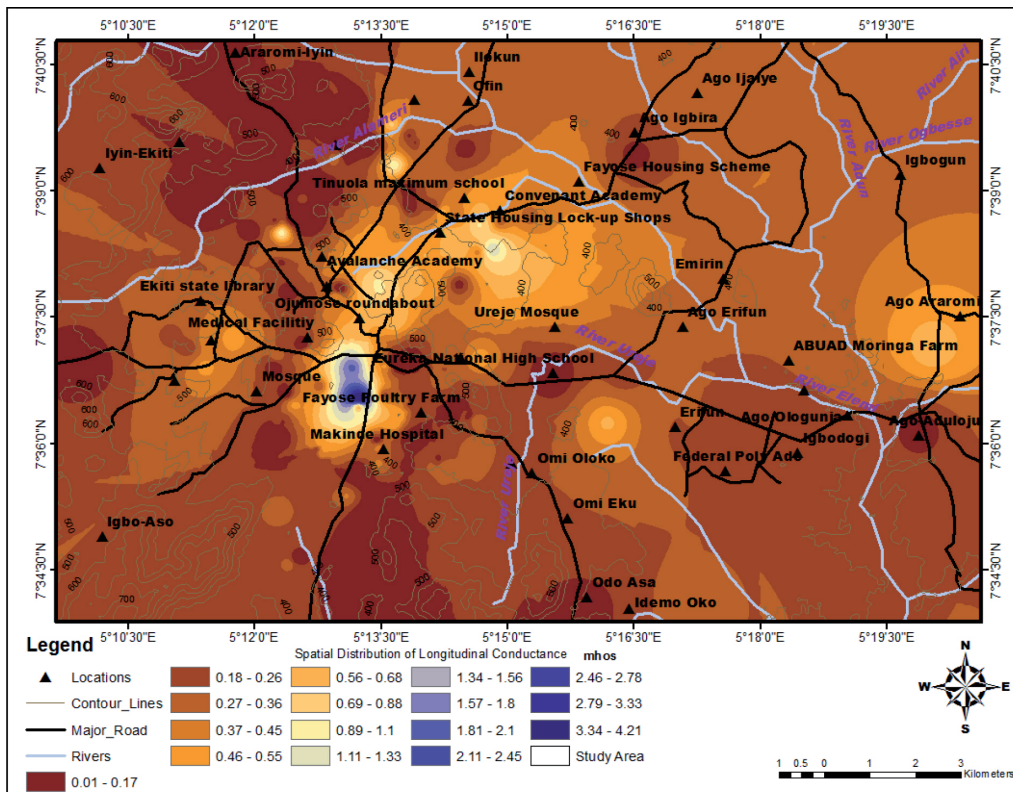 5°10'30"E 5°12'0"E 5°13'30"E 5°15'0"E 5°16'30"E 5°18'0"E 5°19'30"E
7°40'30"N
7°39'0"N
7°37'30"N
7°36'0"N
7°34'30"N
7°40'30"N
7°39'0"N
7°37'30"N
7°36'0"N
7°34'30"N
Araromi-Iyin
Ilokun
Ofin
Ago Ijalye
River Airi
Ago Igbira
River Alameri
River Ogbesse
River Adun
Iyin-Ekiti
Fayose Housing Scheme
Igbogun
Tinuola maximum school
Convenant Academy
State Housing Lock-up Shops
Avalanche Academy
Emirin
Ekiti state library
Ojumose roundabout
Ureje Mosque
Ago Erifun
Ago Araromi
Medical Facilitiy
River Ureje
Eureka National High School
ABUAD Moringa Farm
Mosque
River Elemi
Fayose Poultry Farm
Erifun
Ago Ologunja
Ago Aduloju
Makinde Hospital
Igbodogi
Omi Oloko
Federal Poly Ado
River Ureje
Omi Eku
Igbo-Aso
Odo Asa
Idemo Oko
5°10'30"E 5°12'0"E 5°13'30"E 5°15'0"E 5°16'30"E 5°18'0"E 5°19'30"E
Legend
Spatial Distribution of Longitudinal Conductance mhos
Locations
Contour_Lines
Major_Road
Rivers
0.01 - 0.17
0.18 - 0.26
0.27 - 0.36
0.37 - 0.45
0.46 - 0.55
0.56 - 0.68
0.69 - 0.88
0.89 - 1.1
1.11 - 1.33
1.34 - 1.56
1.57 - 1.8
1.81 - 2.1
2.11 - 2.45
2.46 - 2.78
2.79 - 3.33
3.34 - 4.21
Study Area
N
W E
S
1 0.5 0 1 2 3
Kilometers